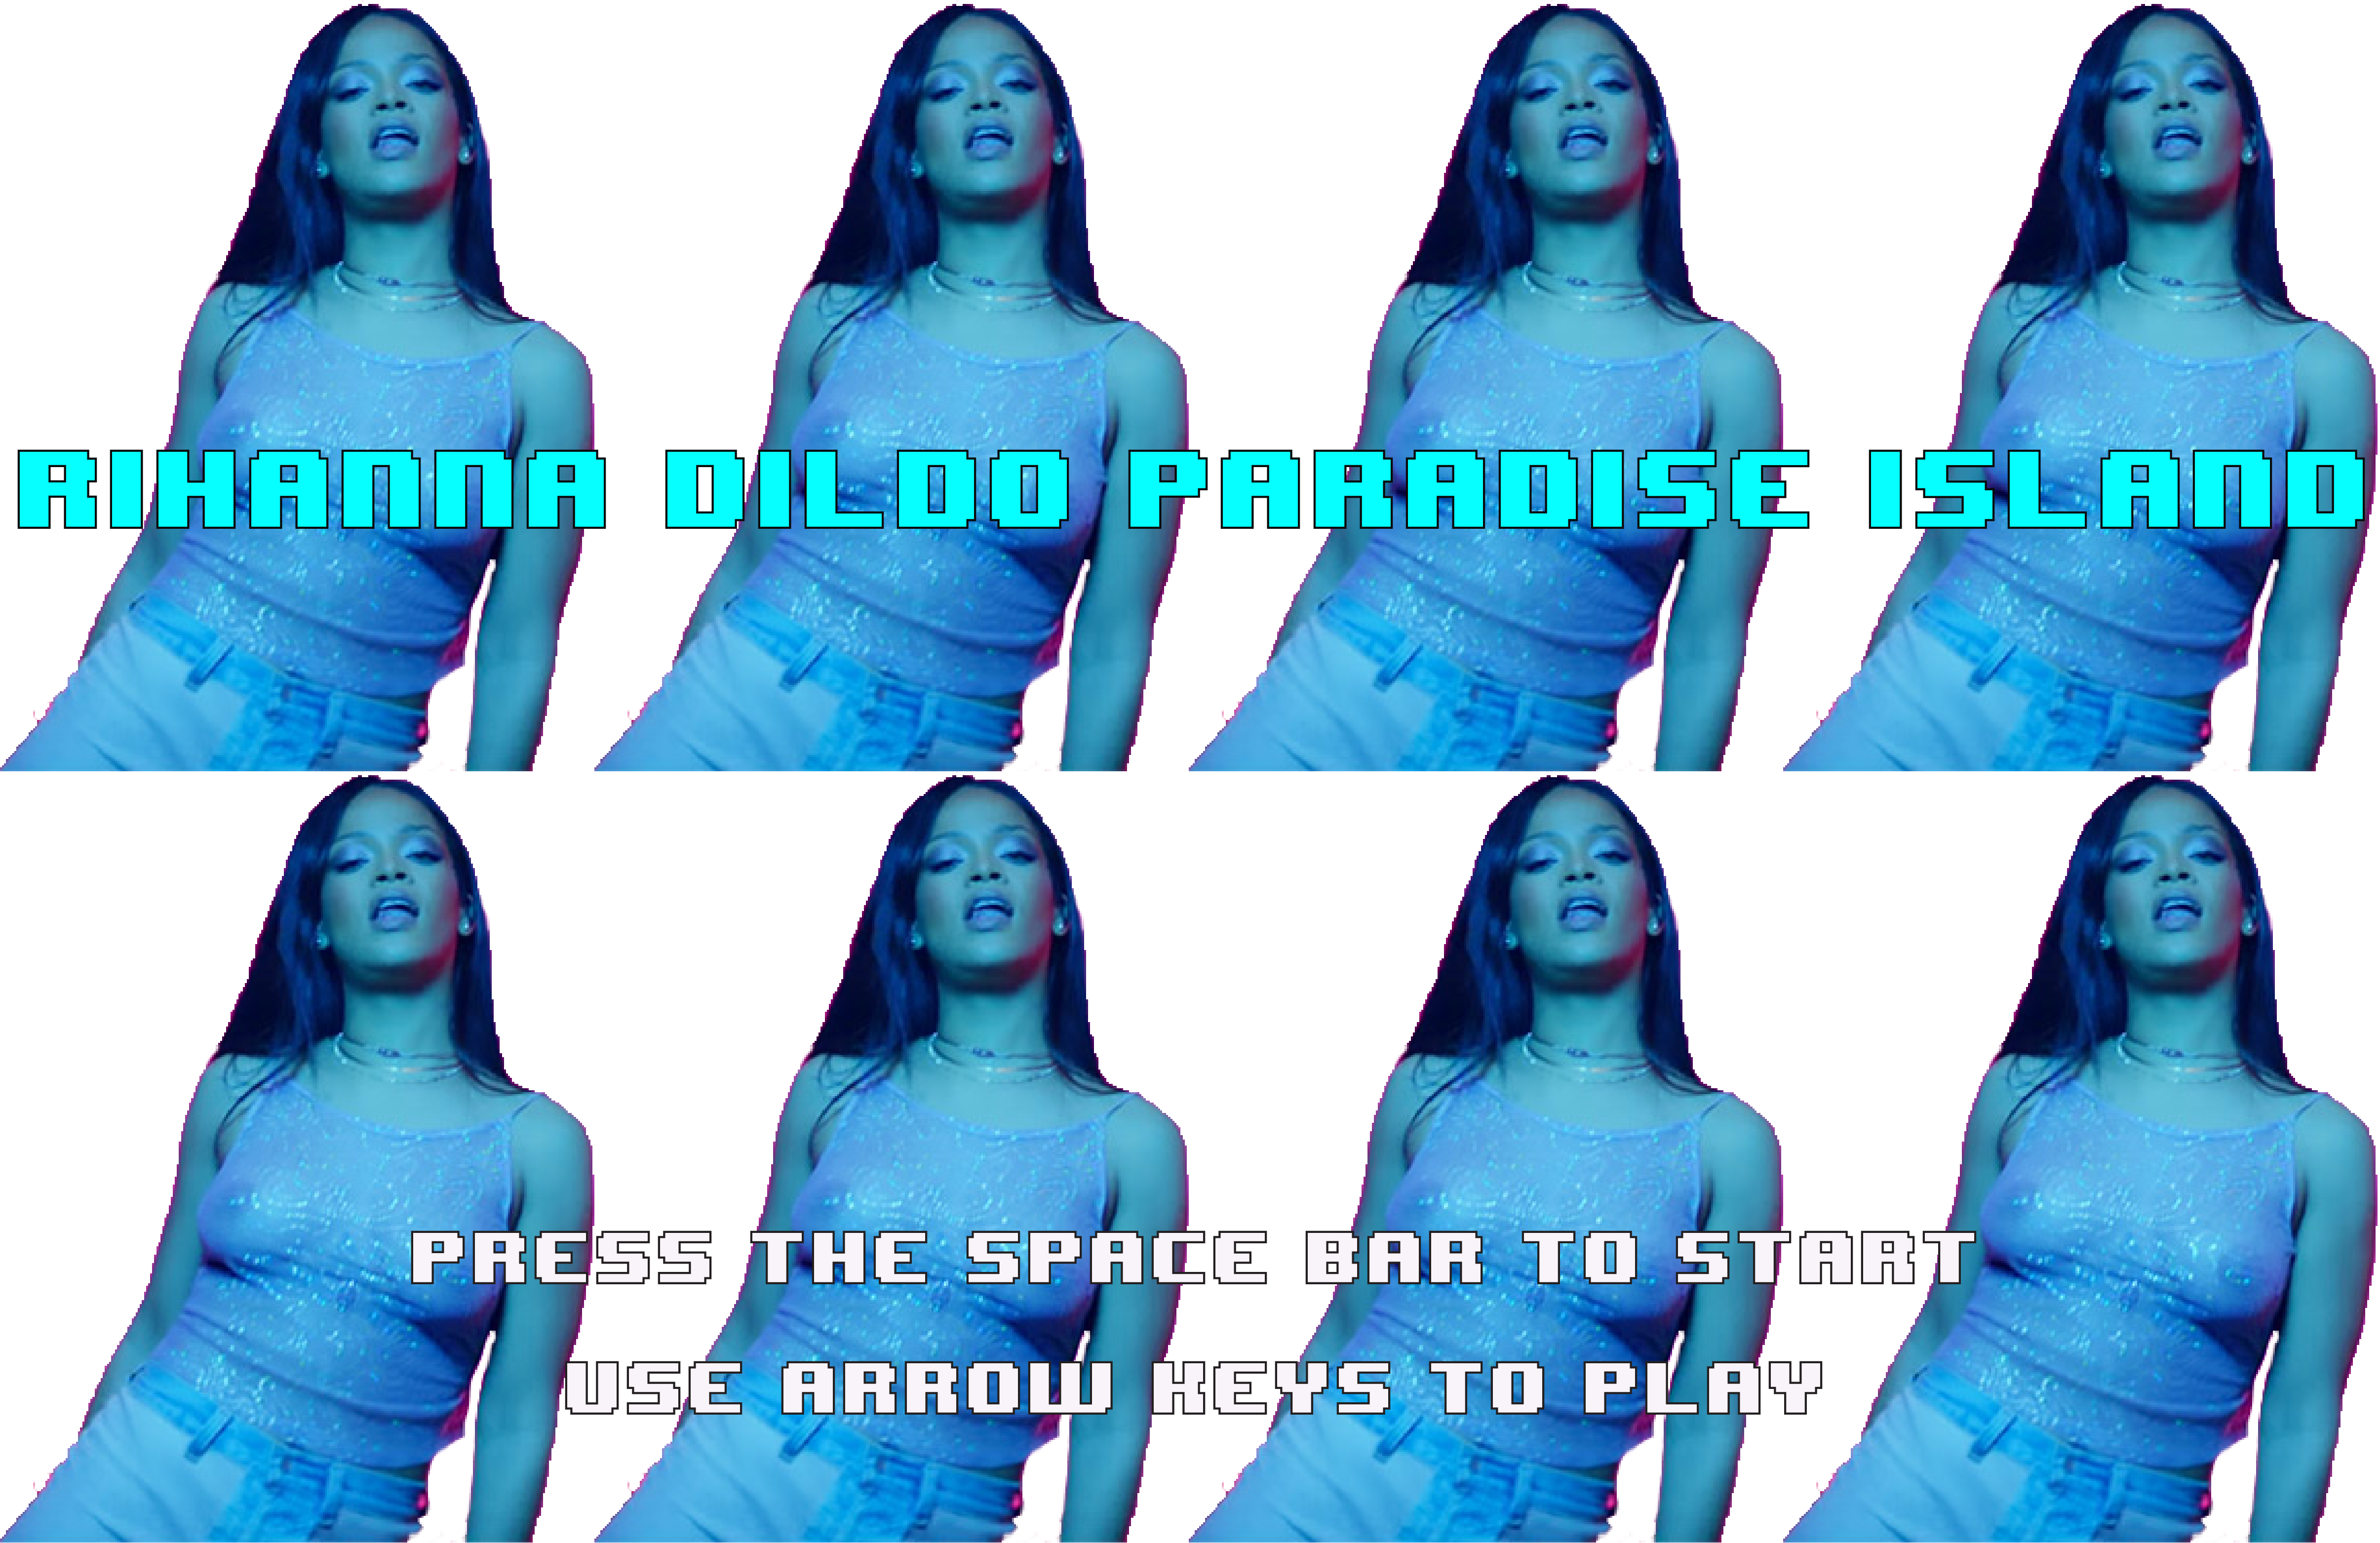 RIHANNA DILDO PARADISE ISLAND
PRESS THE SPACE BAR TO START
USE ARROW KEYS TO PLAY